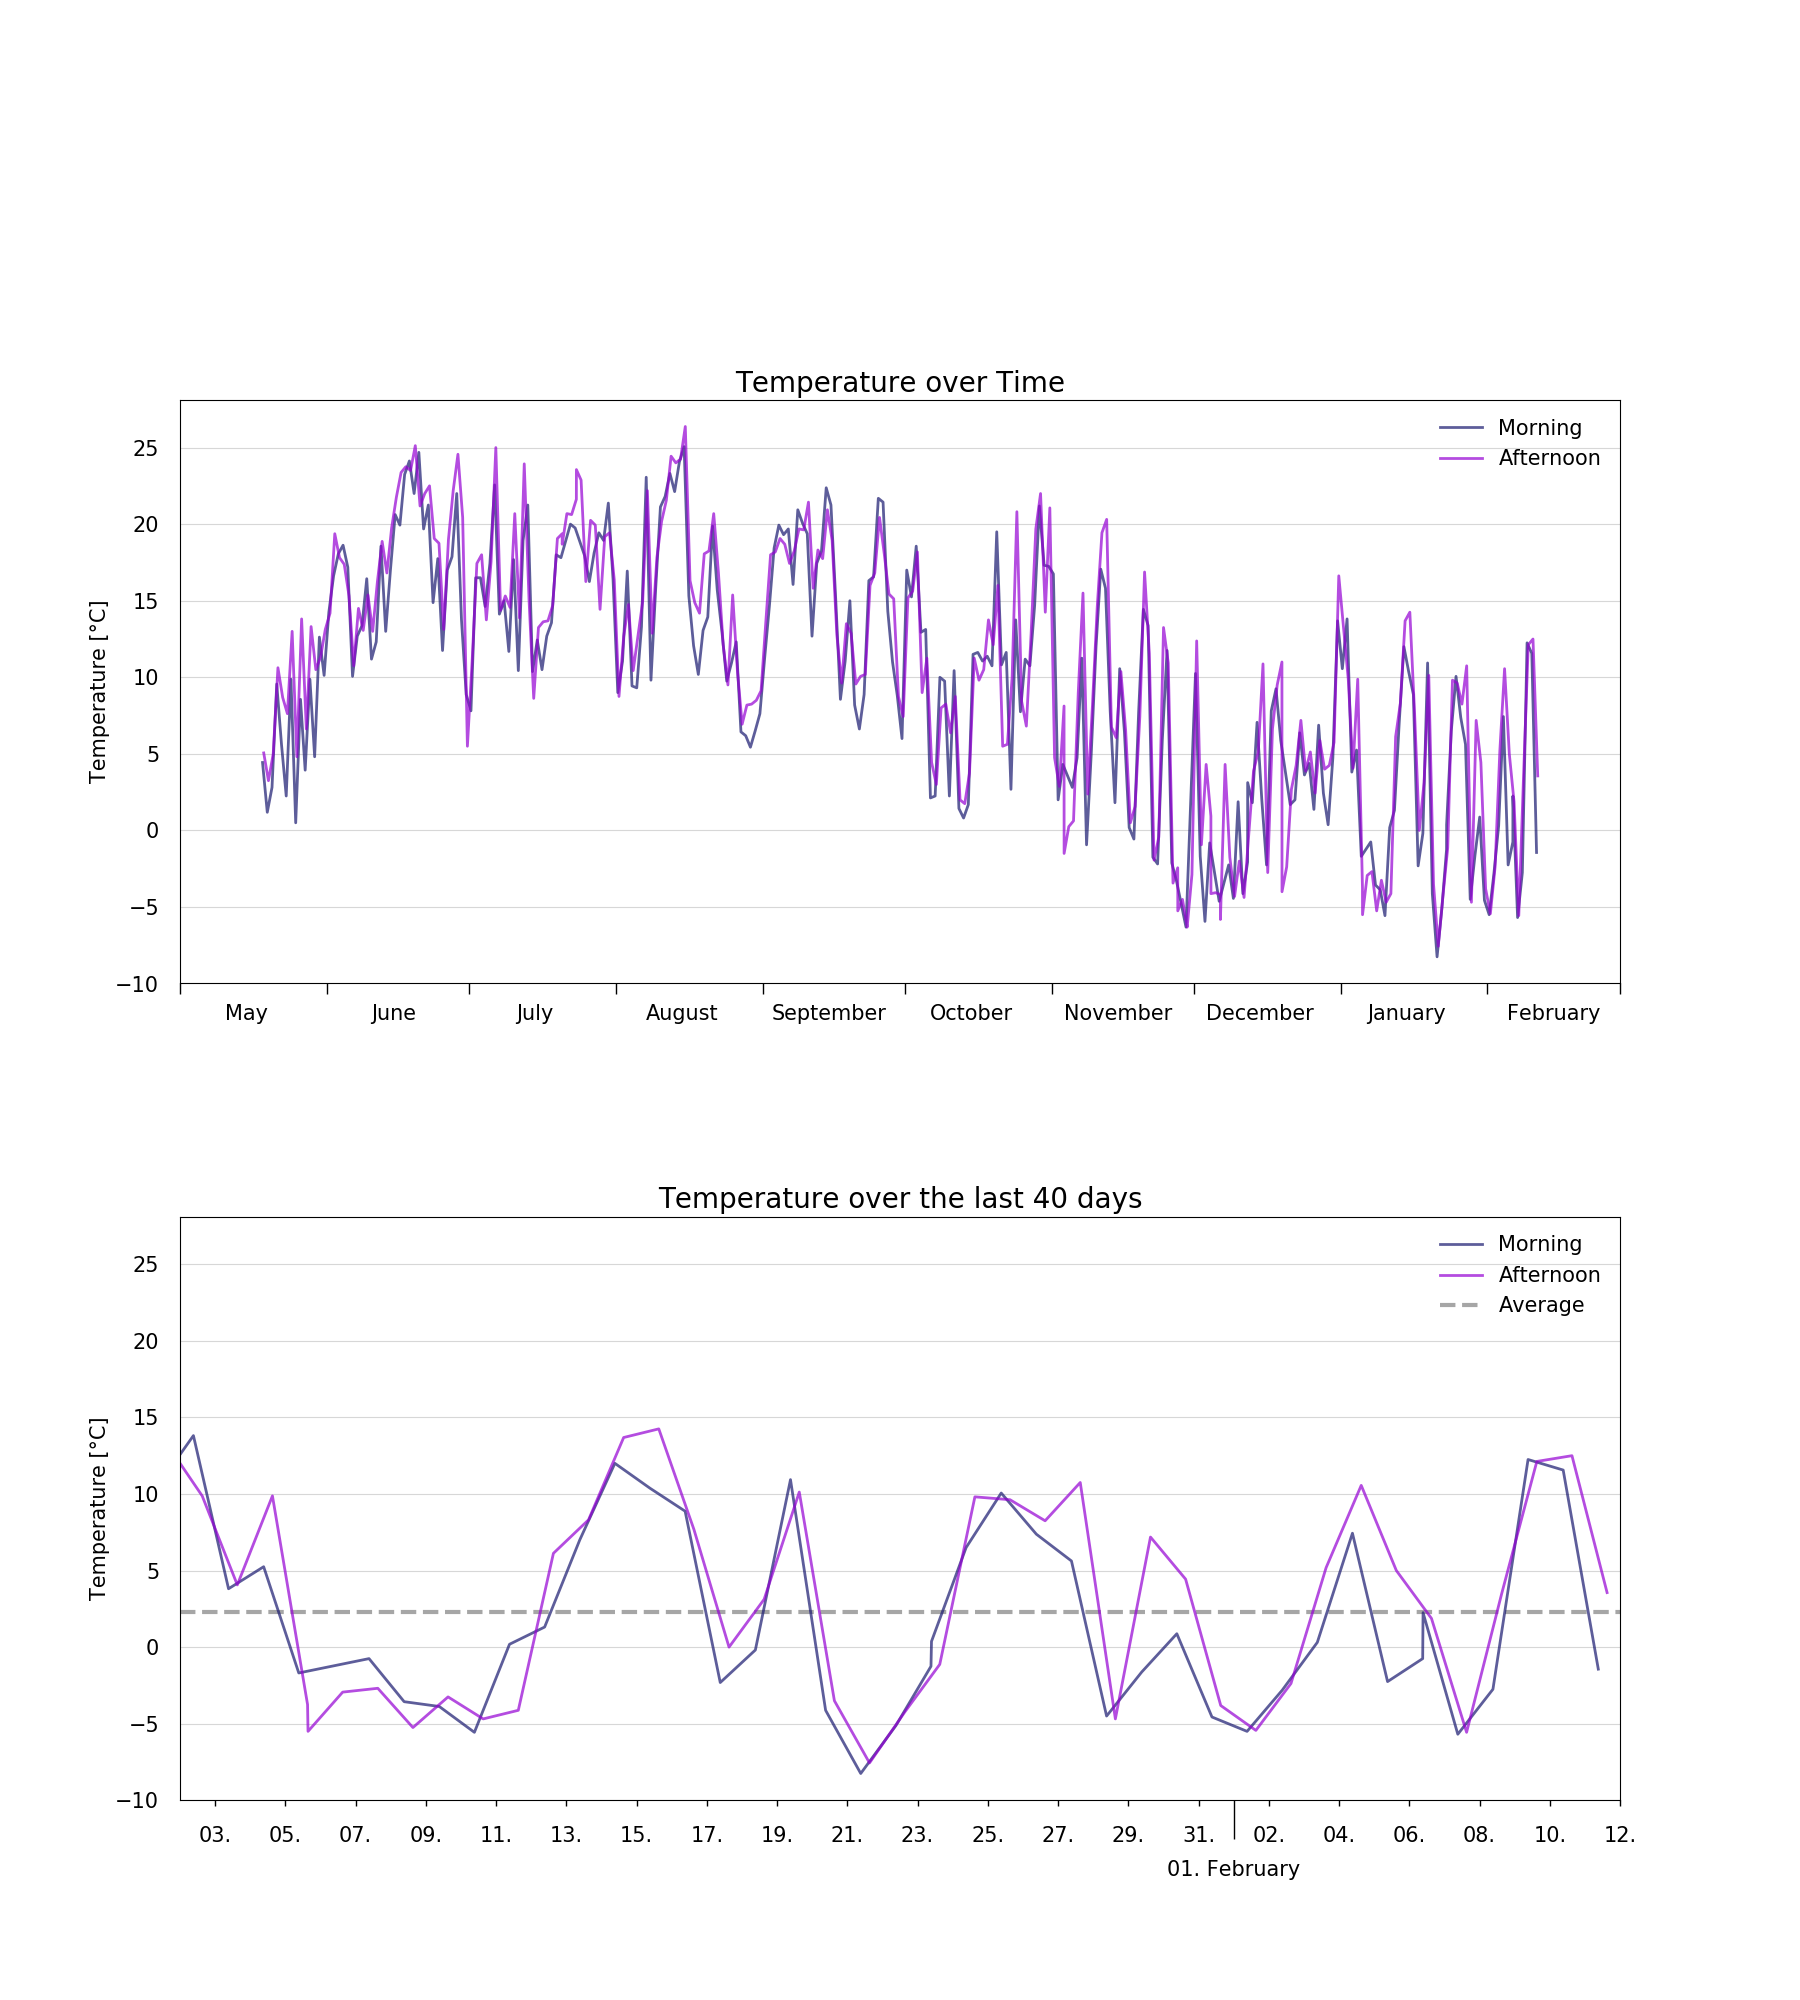 Temperature over Time
Morning
Afternoon
Temperature [°C]
25
20
15
10
5
0
−5
−10
May June July August September October November December January February
Temperature over the last 40 days
Morning
Afternoon
Average
Temperature [°C]
25
20
15
10
5
0
−5
−10
03. 05. 07. 09. 11. 13. 15. 17. 19. 21. 23. 25. 27. 29. 31. 02. 04. 06. 08. 10. 12.
01. February